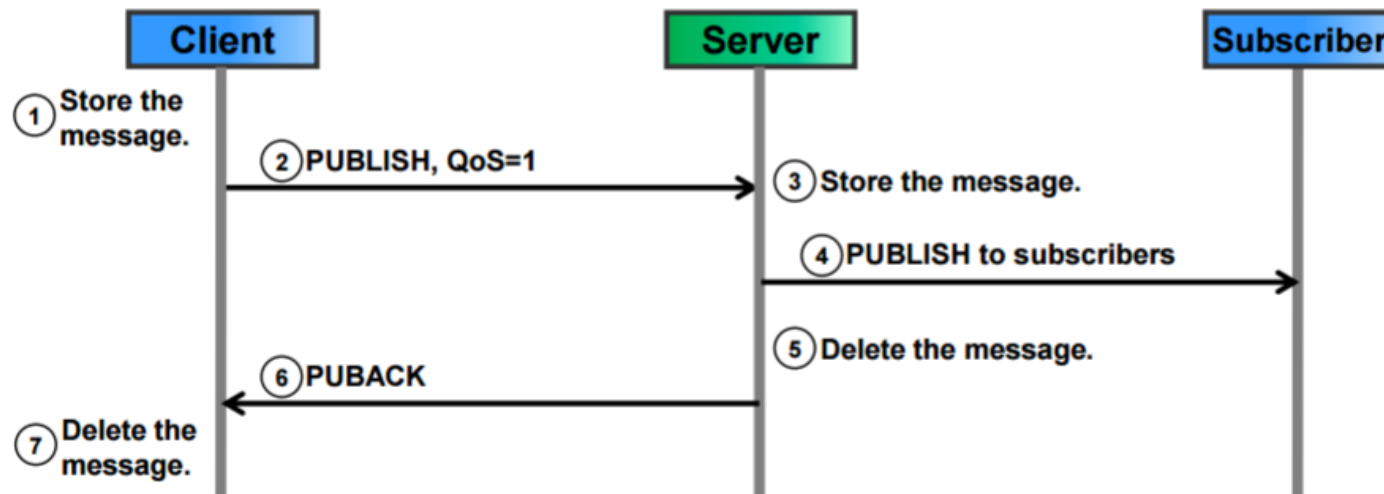 Client
Server
Subscriber
1 Store the
message.
2 PUBLISH, QoS=1
3 Store the message.
4 PUBLISH to subscribers
5 Delete the message.
6 PUBACK
7 Delete the
message.